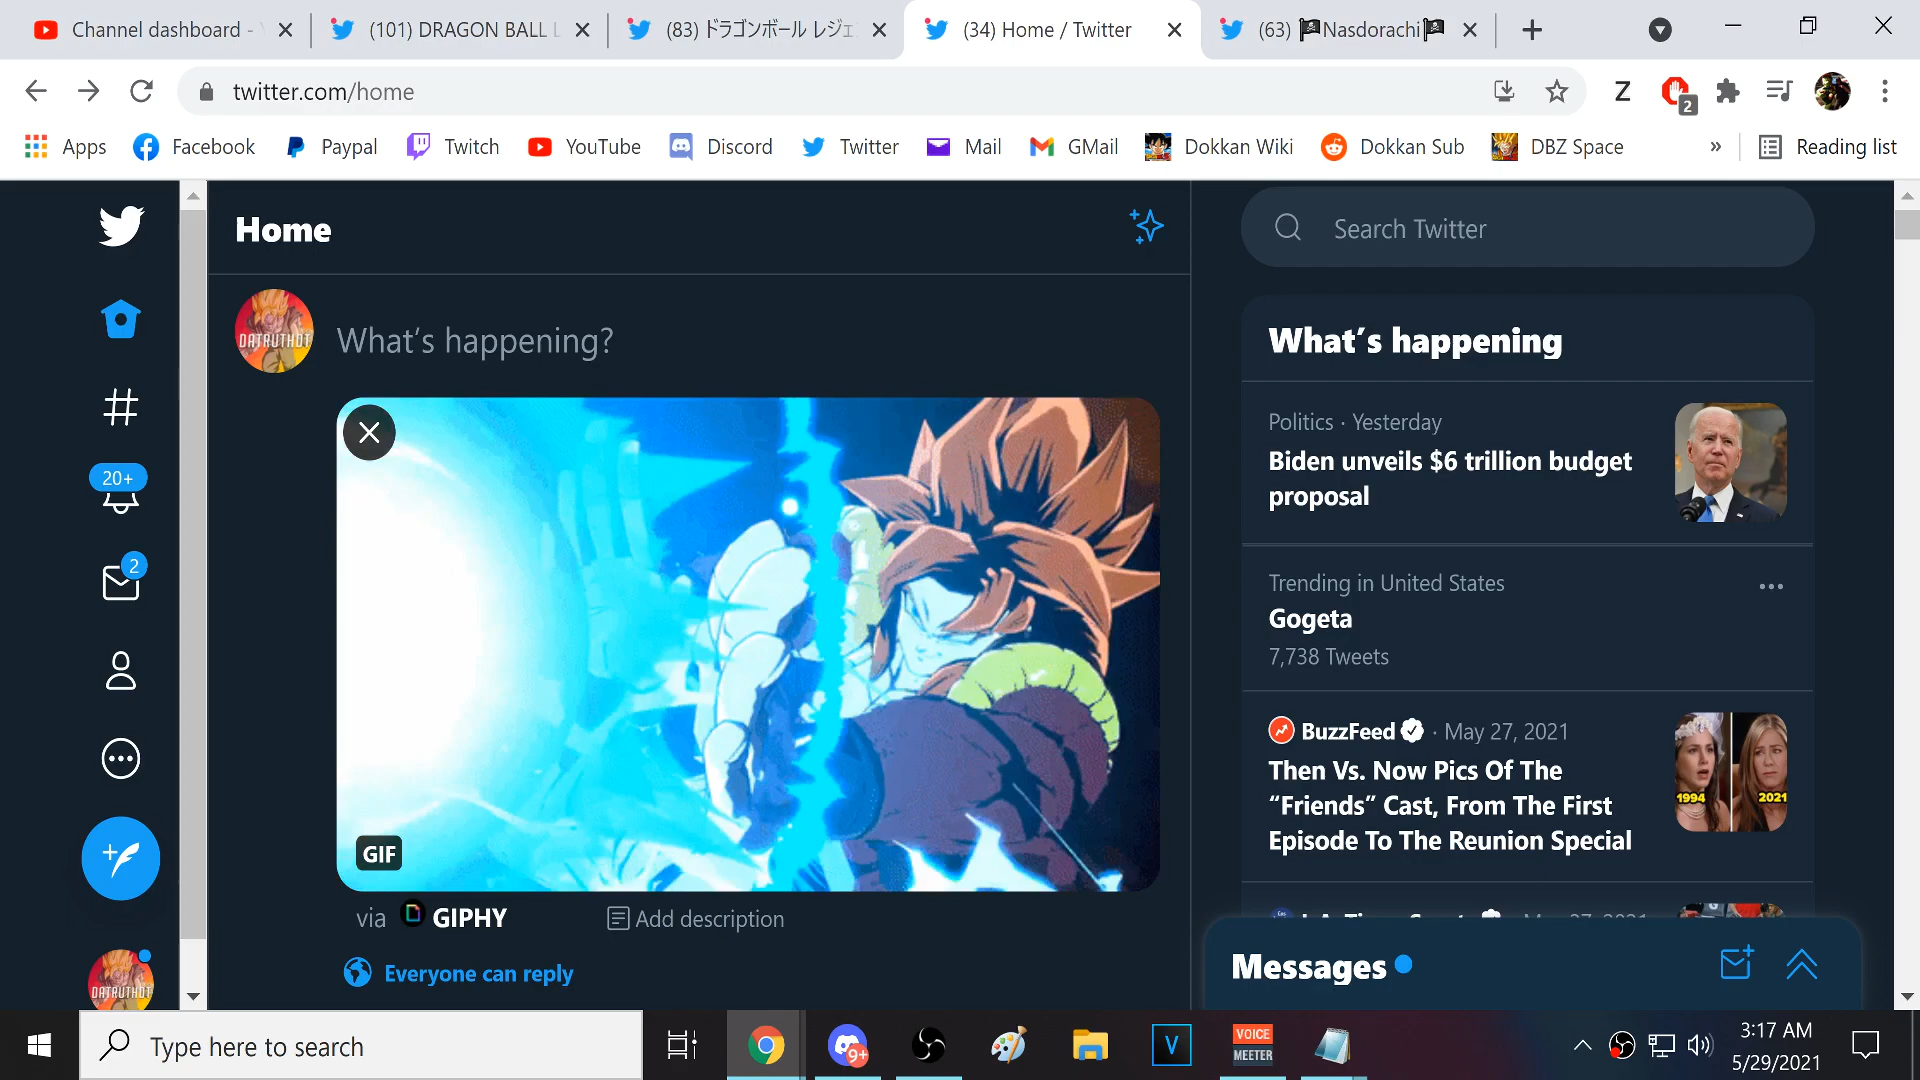 Channel dashboard -
(101) DRAGON BALL L
(83) ドラゴンボール レジェ
(34) Home / Twitter
(63) 🏴Nasdorachi🏴
twitter.com/home
Z
2
Apps
Facebook
Paypal
Twitch
YouTube
Discord
Twitter
Mail
GMail
Dokkan Wiki
Dokkan Sub
DBZ Space
»
Reading list
Home
Search Twitter
DATRUTHDT
What's happening?
What's happening
Politics · Yesterday
Biden unveils $6 trillion budget
proposal
20+
2
Trending in United States
Gogeta
7,738 Tweets
BuzzFeed · May 27, 2021
Then Vs. Now Pics Of The
“Friends” Cast, From The First
Episode To The Reunion Special
1994
2021
GIF
via GIPHY
Add description
Everyone can reply
DATRUTHDT
Messages
Type here to search
9+
V
VOICE
MEETER
3:17 AM
5/29/2021